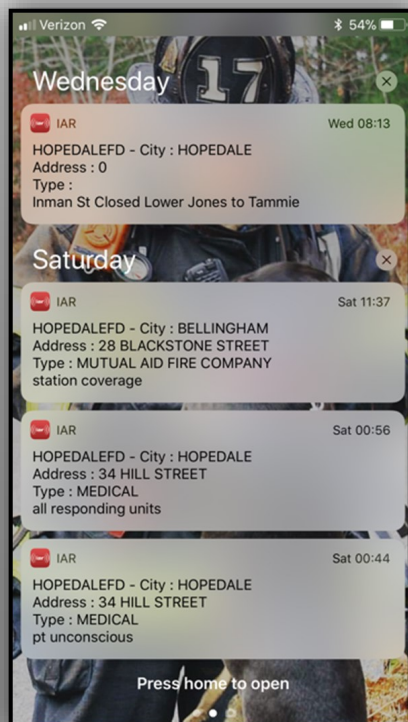 Verizon 54%
17
Wednesday
IAR Wed 08:13
HOPEDALEFD - City : HOPEDALE
Address : 0
Type :
Inman St Closed Lower Jones to Tammie
Saturday
IAR Sat 11:37
HOPEDALEFD - City : BELLINGHAM
Address : 28 BLACKSTONE STREET
Type : MUTUAL AID FIRE COMPANY
station coverage
IAR Sat 00:56
HOPEDALEFD - City : HOPEDALE
Address : 34 HILL STREET
Type : MEDICAL
all responding units
IAR Sat 00:44
HOPEDALEFD - City : HOPEDALE
Address : 34 HILL STREET
Type : MEDICAL
pt unconscious
Press home to open